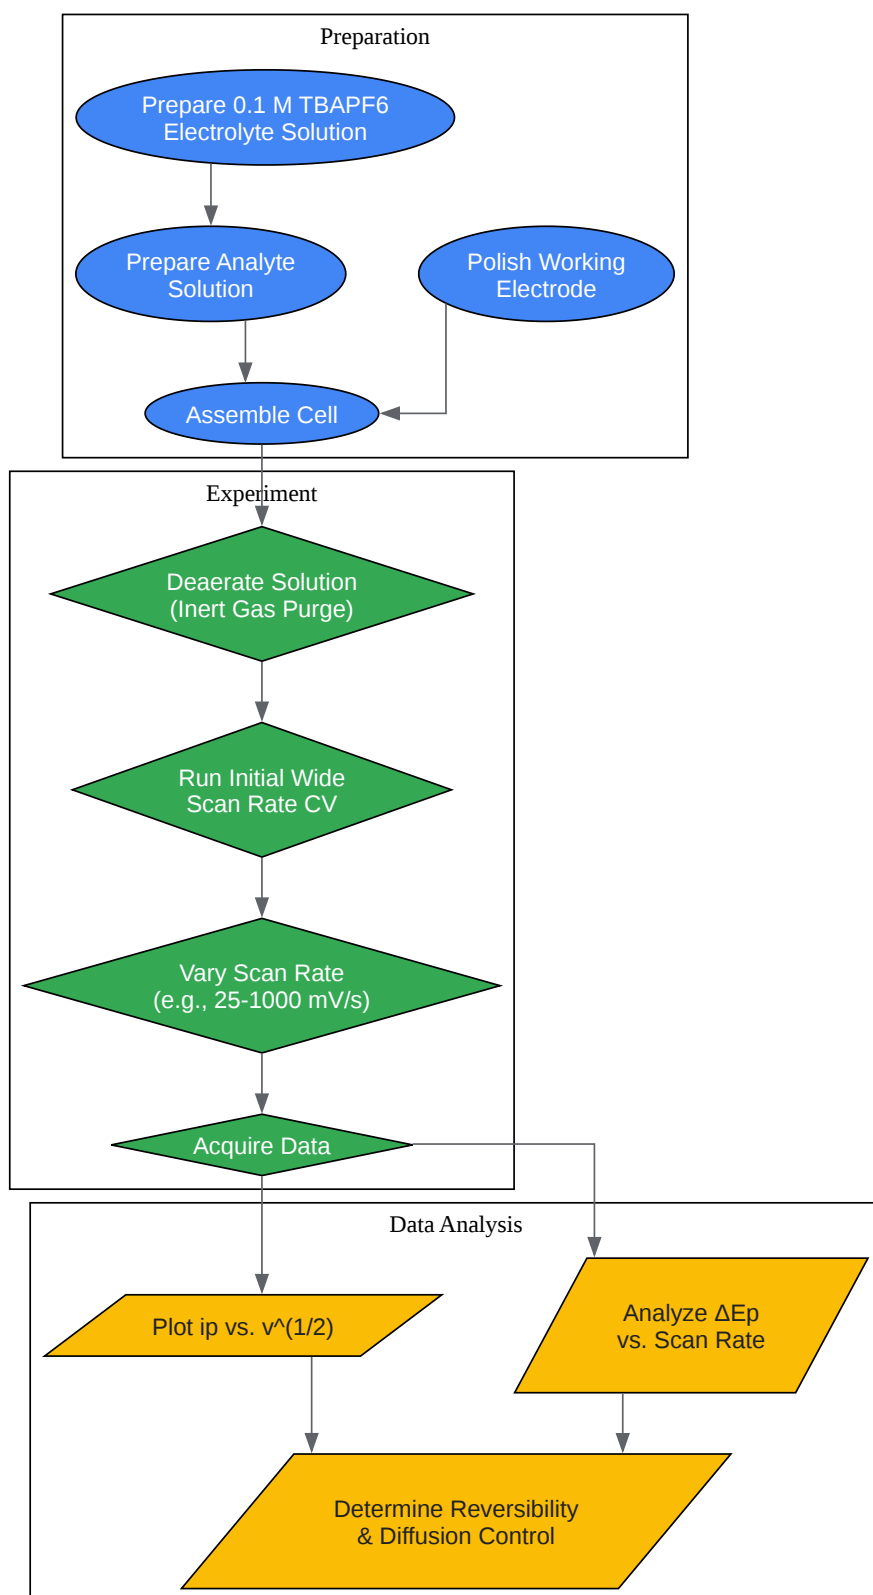 Preparation
Prepare 0.1 M TBAPF6
Electrolyte Solution
Prepare Analyte
Solution
Polish Working
Electrode
Assemble Cell
Experiment
Deaerate Solution
(Inert Gas Purge)
Run Initial Wide
Scan Rate CV
Vary Scan Rate
(e.g., 25-1000 mV/s)
Acquire Data
Data Analysis
Plot ip vs. v^(1/2)
Analyze ΔEp
vs. Scan Rate
Determine Reversibility
& Diffusion Control